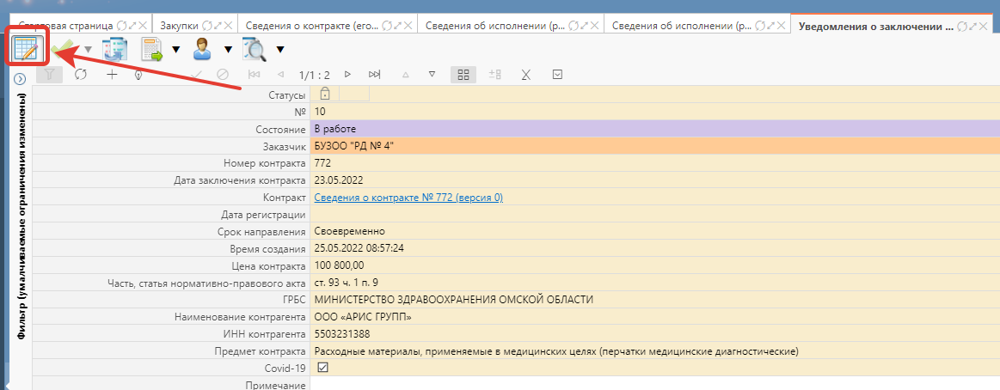 Стартовая страница
Закупки
Сведения о контракте (его...
Сведения об исполнении (р...
Сведения об исполнении (р...
Уведомления о заключении ...
1/1 : 2
Фильтр (умалчиваемые ограничения изменены)
Статусы
№ 10
Состояние В работе
Заказчик БУЗОО "РД № 4"
Номер контракта 772
Дата заключения контракта 23.05.2022
Контракт Сведения о контракте № 772 (версия 0)
Дата регистрации
Срок направления Своевременно
Время создания 25.05.2022 08:57:24
Цена контракта 100 800,00
Часть, статья нормативно-правового акта ст. 93 ч. 1 п. 9
ГРБС МИНИСТЕРСТВО ЗДРАВООХРАНЕНИЯ ОМСКОЙ ОБЛАСТИ
Наименование контрагента ООО «АРИС ГРУПП»
ИНН контрагента 5503231388
Предмет контракта Расходные материалы, применяемые в медицинских целях (перчатки медицинские диагностические)
Covid-19
Примечание